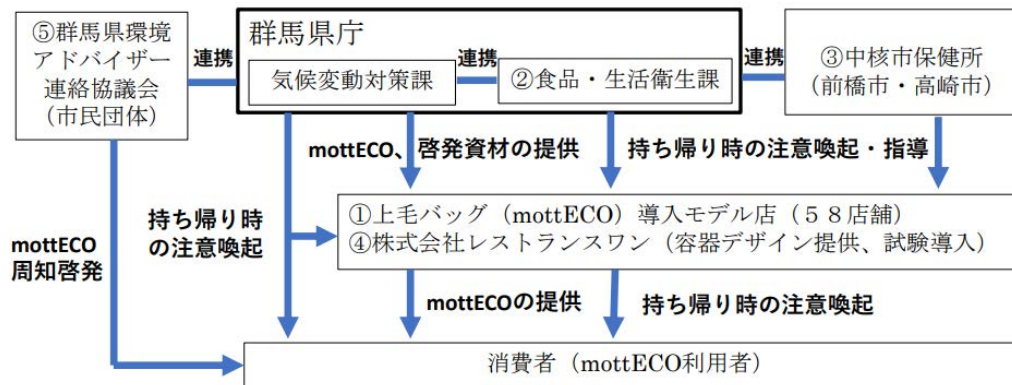 ⑤群馬県環境
アドバイザー
連絡協議会
（市民団体）
連携
群馬県庁
気候変動対策課
連携
②食品・生活衛生課
連携
③中核市保健所
（前橋市・高崎市）
mottECO、啓発資材の提供
持ち帰り時の注意喚起・指導
持ち帰り時
の注意喚起
mottECO
周知啓発
①上毛バッグ（mottECO）導入モデル店（５８店舗）
④株式会社レストランスワン（容器デザイン提供、試験導入）
mottECOの提供
持ち帰り時の注意喚起
消費者（mottECO利用者）